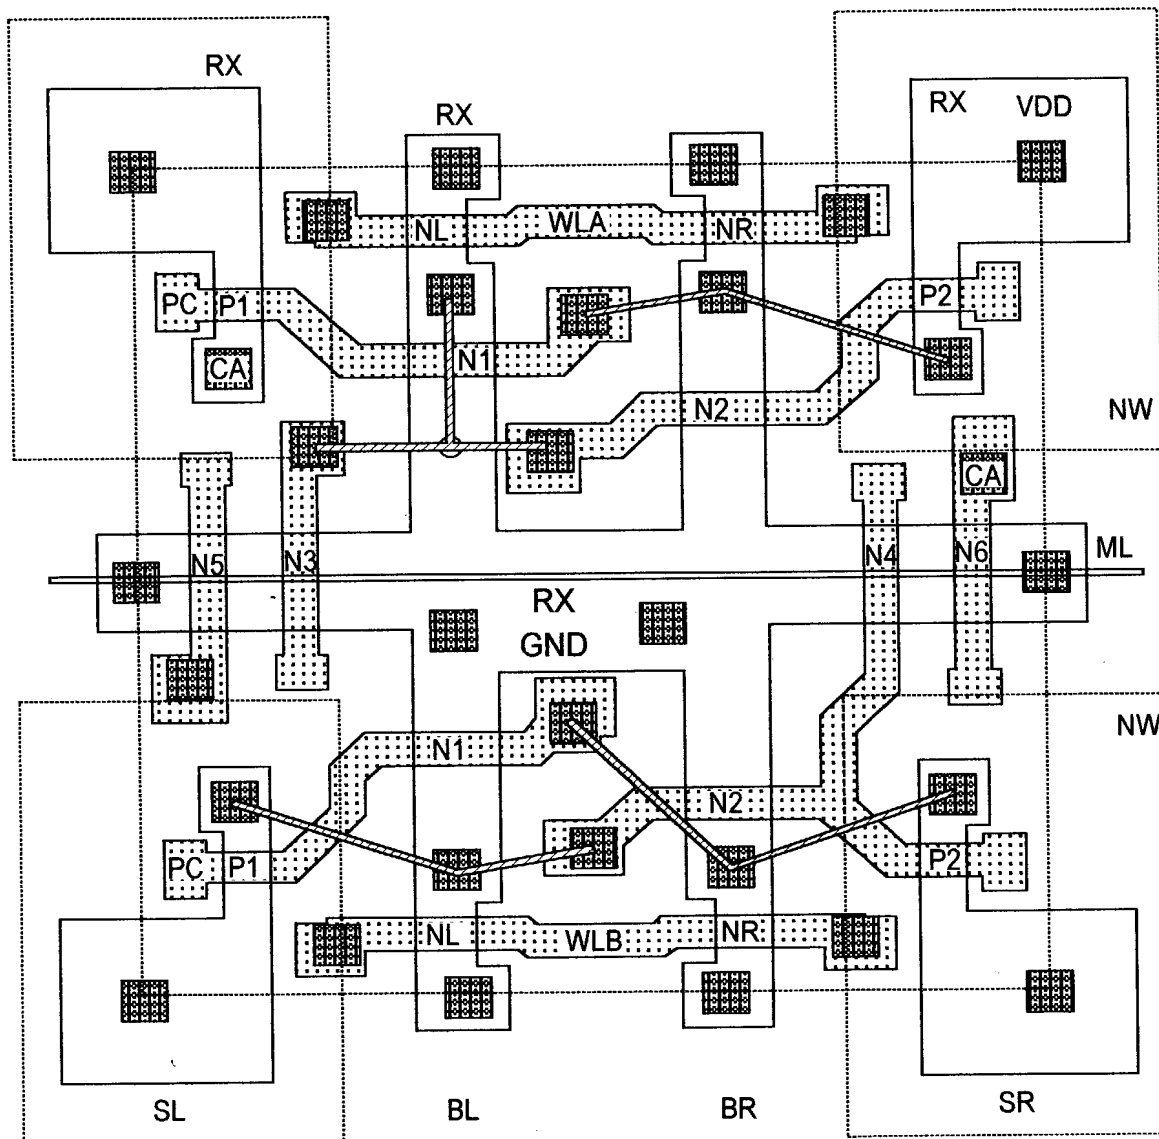 RX
RX
RX VDD
NL WLA NR
PC P1
P2
CA
N1
N2
NW
CA
N5 N3 N4 N6 ML
RX
GND
NW
N1
N2
PC P1
P2
NL WLB NR
SL BL BR SR